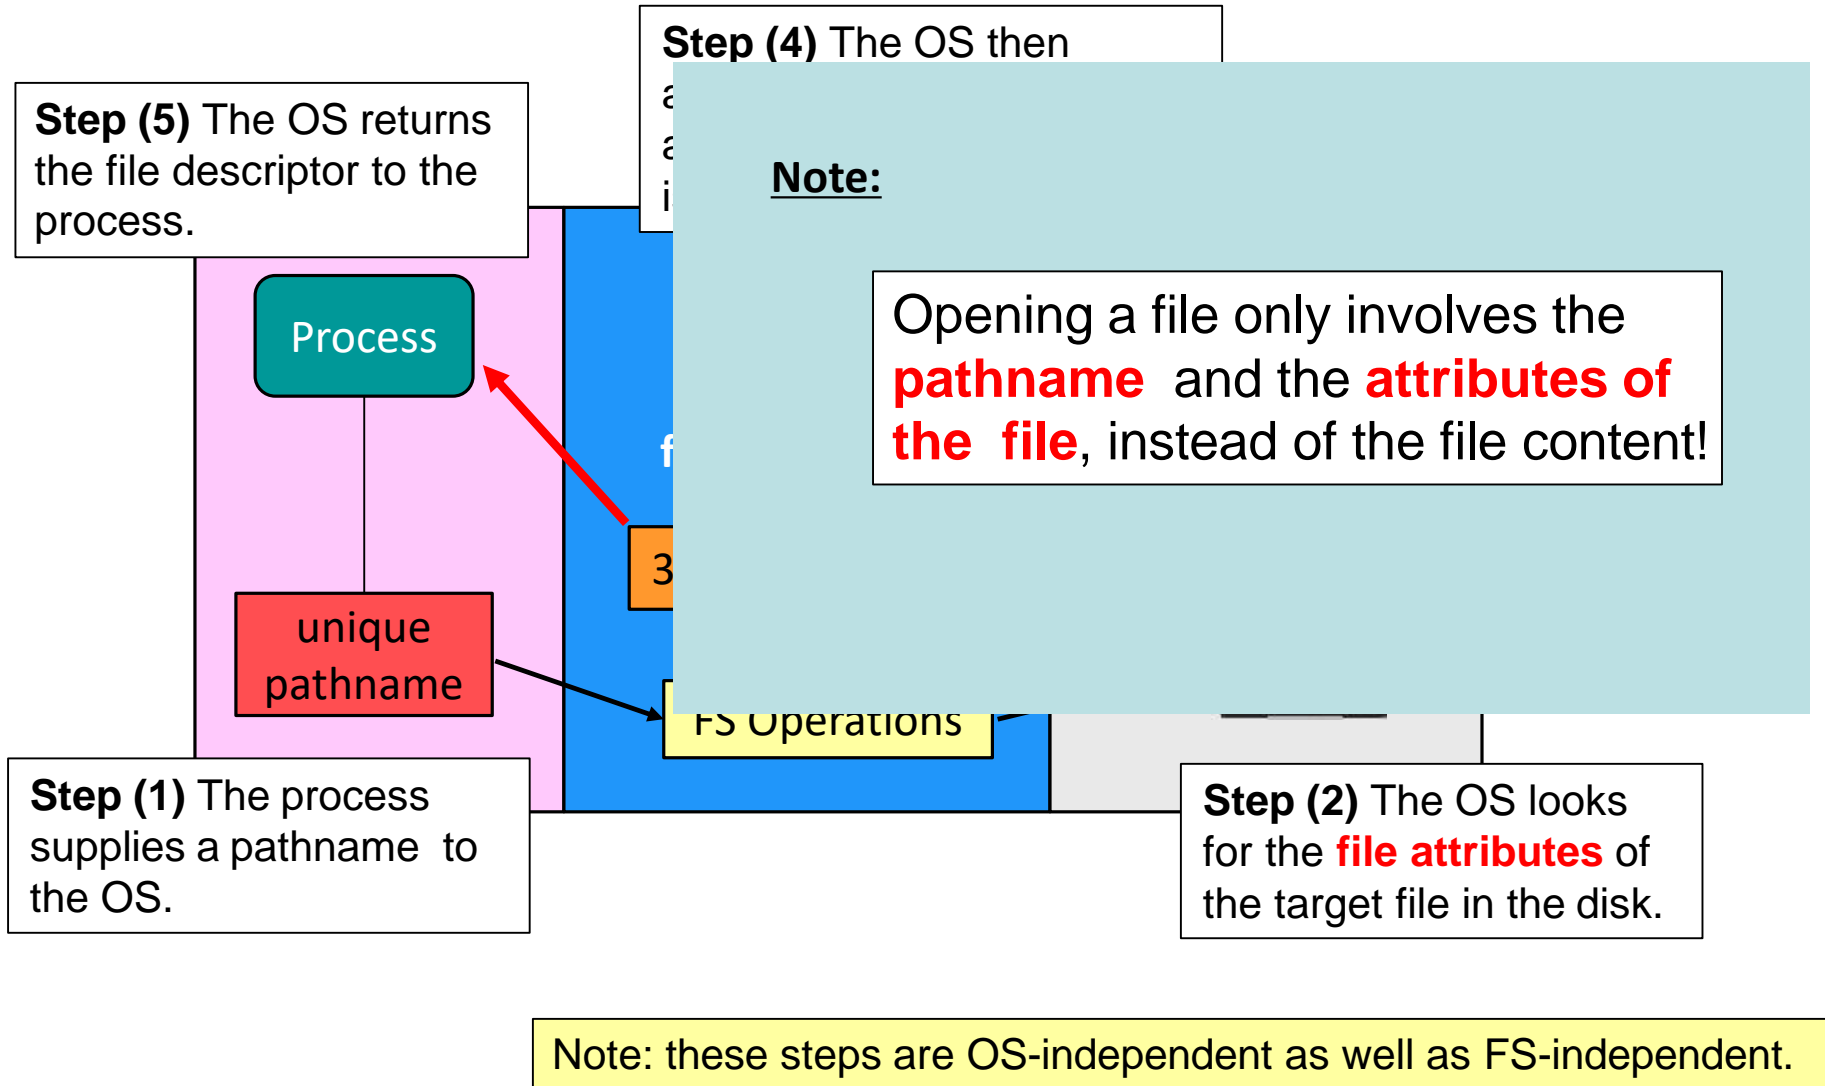 Step (4) The OS then
a
a
Step (5) The OS returns
the file descriptor to the
process.
Note:
Opening a file only involves the
pathname and the attributes of
the file, instead of the file content!
Process
f
3
unique
pathname
FS Operations
Step (1) The process
supplies a pathname to
the OS.
Step (2) The OS looks
for the file attributes of
the target file in the disk.
Note: these steps are OS-independent as well as FS-independent.